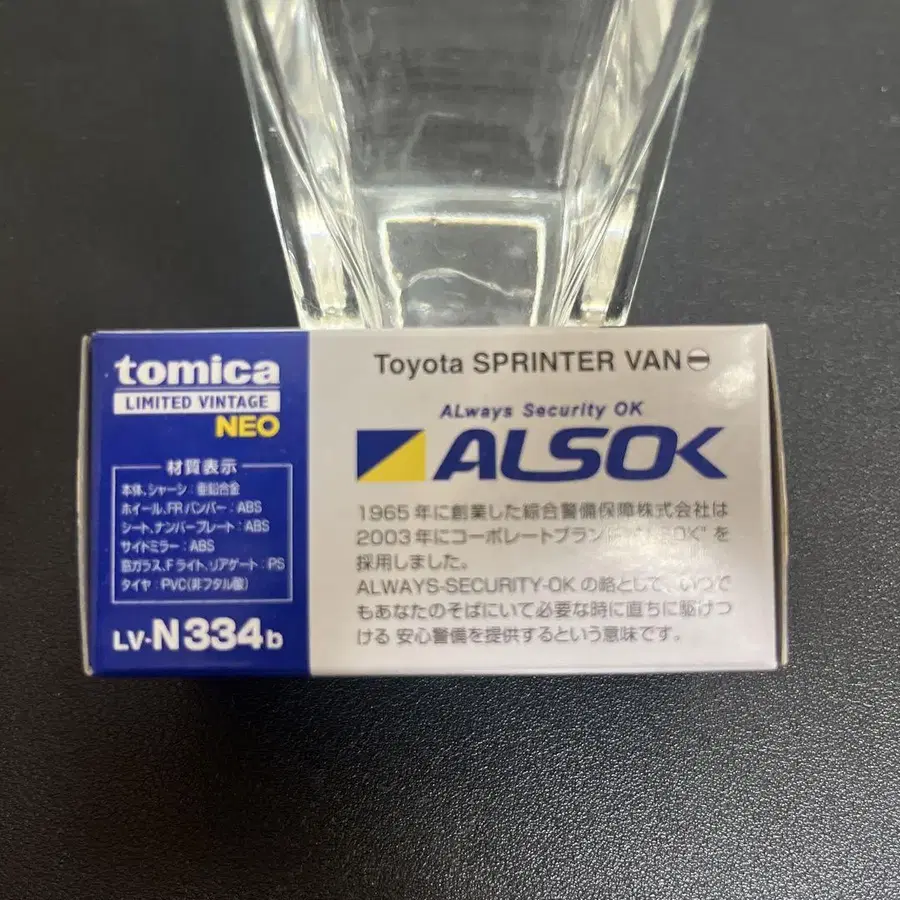 tomica
LIMITED VINTAGE
NEO
材質表示
本体、シャーシ：亜鉛合金
ホイール、FRバンパー：ABS
シート、ナンバープレート：ABS
サイドミラー：ABS
窓ガラス、Fライト、リアゲート：PS
タイヤ：PVC(非フタル酸)
LV-N334b
Toyota SPRINTER VAN
ALways Security OK
ALSOK
1965年に創業した綜合警備保障株式会社は
2003年にコーポレートブラン OK"を
採用しました。
ALWAYS-SECURITY-OKの略として、いつで
もあなたのそばにいて必要な時に直ちに駆けつ
ける 安心警備を提供するという意味です。